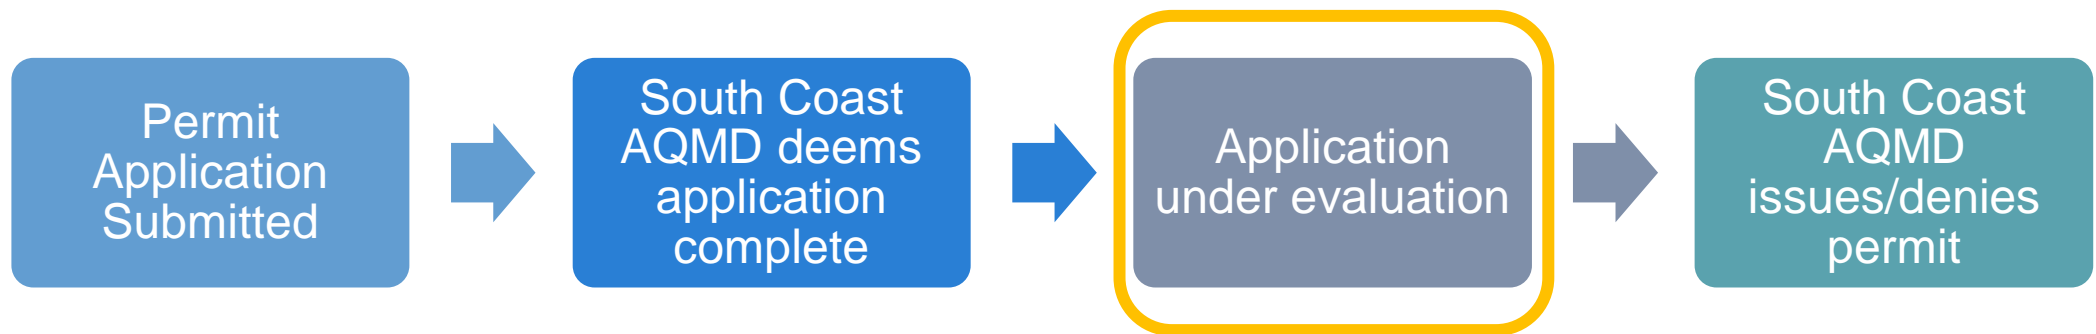 Permit
Application
Submitted
South Coast
AQMD deems
application
complete
Application
under evaluation
South Coast
AQMD
issues/denies
permit